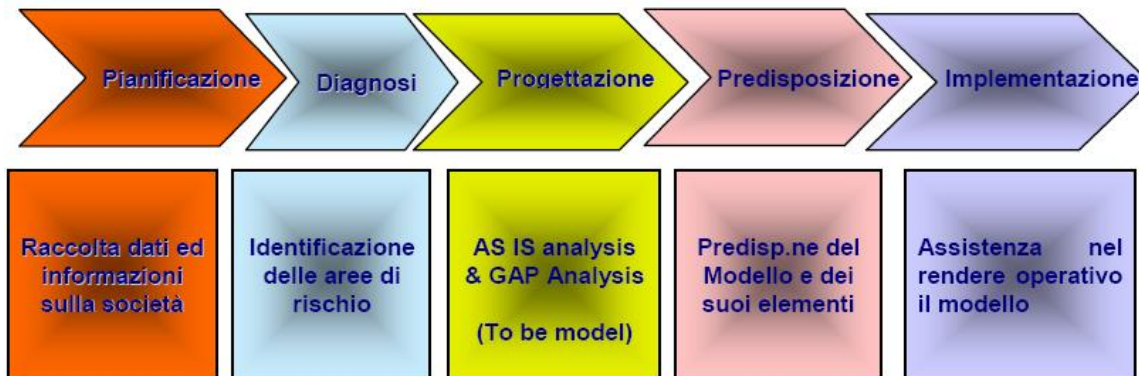 Pianificazione
Diagnosi
Progettazione
Predisposizione
Implementazione
Raccolta dati ed
informazioni
sulla società
Identificazione
delle aree di
rischio
AS IS analysis
& GAP Analysis
(To be model)
Predisp.ne del
Modello e dei
suoi elementi
Assistenza nel
rendere operativo
il modello